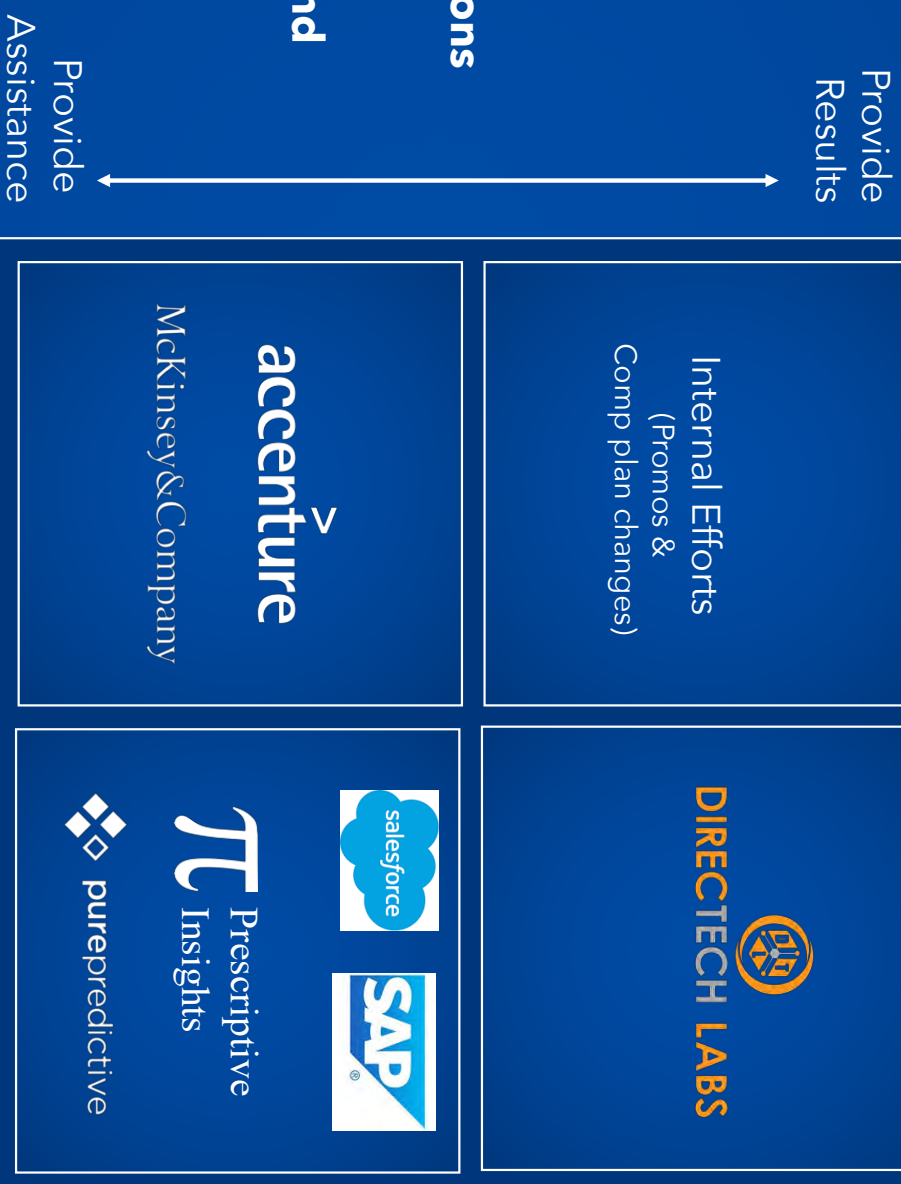 ons
nd
Provide
Results
Provide
Assistance
Internal Efforts
(Promos &
Comp plan changes)
DIRECTECH LABS
accenture
>
McKinsey&Company
salesforce
SAP
®
π Prescriptive
Insights
purepredictive